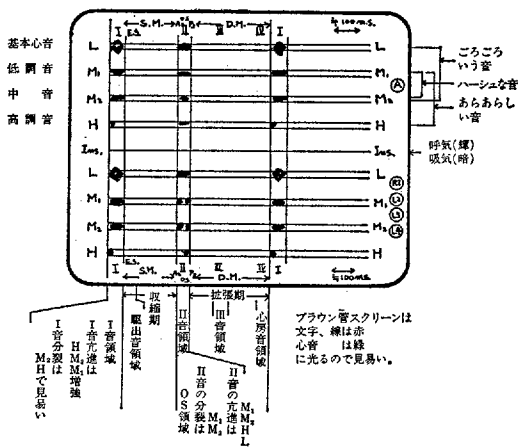 S.M.
D.M.
I E.S. II III IV I
≒100m.s.
基本心音 L L
低調音 M₁ M₁
中音 M₂ M₂
高調音 H H
Ins. Ins.
L L
M₁ M₁
M₂ M₂
H H
I E.S. II III IV I
S.M. O.S. D.M.
≒100m.s.
Ⓐ
L2
L3
L4
ごろごろ
いう音
ハーシュな音
あらあらし
い音
呼気(輝)
吸気(暗)
I音領域
I音亢進は
H M₂ M₁増強
I音分裂は
M₂Hで見易い
駆出音領域
収縮期
II音領域
拡張期
III音領域
心房音領域
II音の亢進は
M₁M₂H L
II音の分裂は
M₁M₂
OS領域
ブラウン管スクリーンは
文字、線は赤
心音 は緑
に光るので見易い。